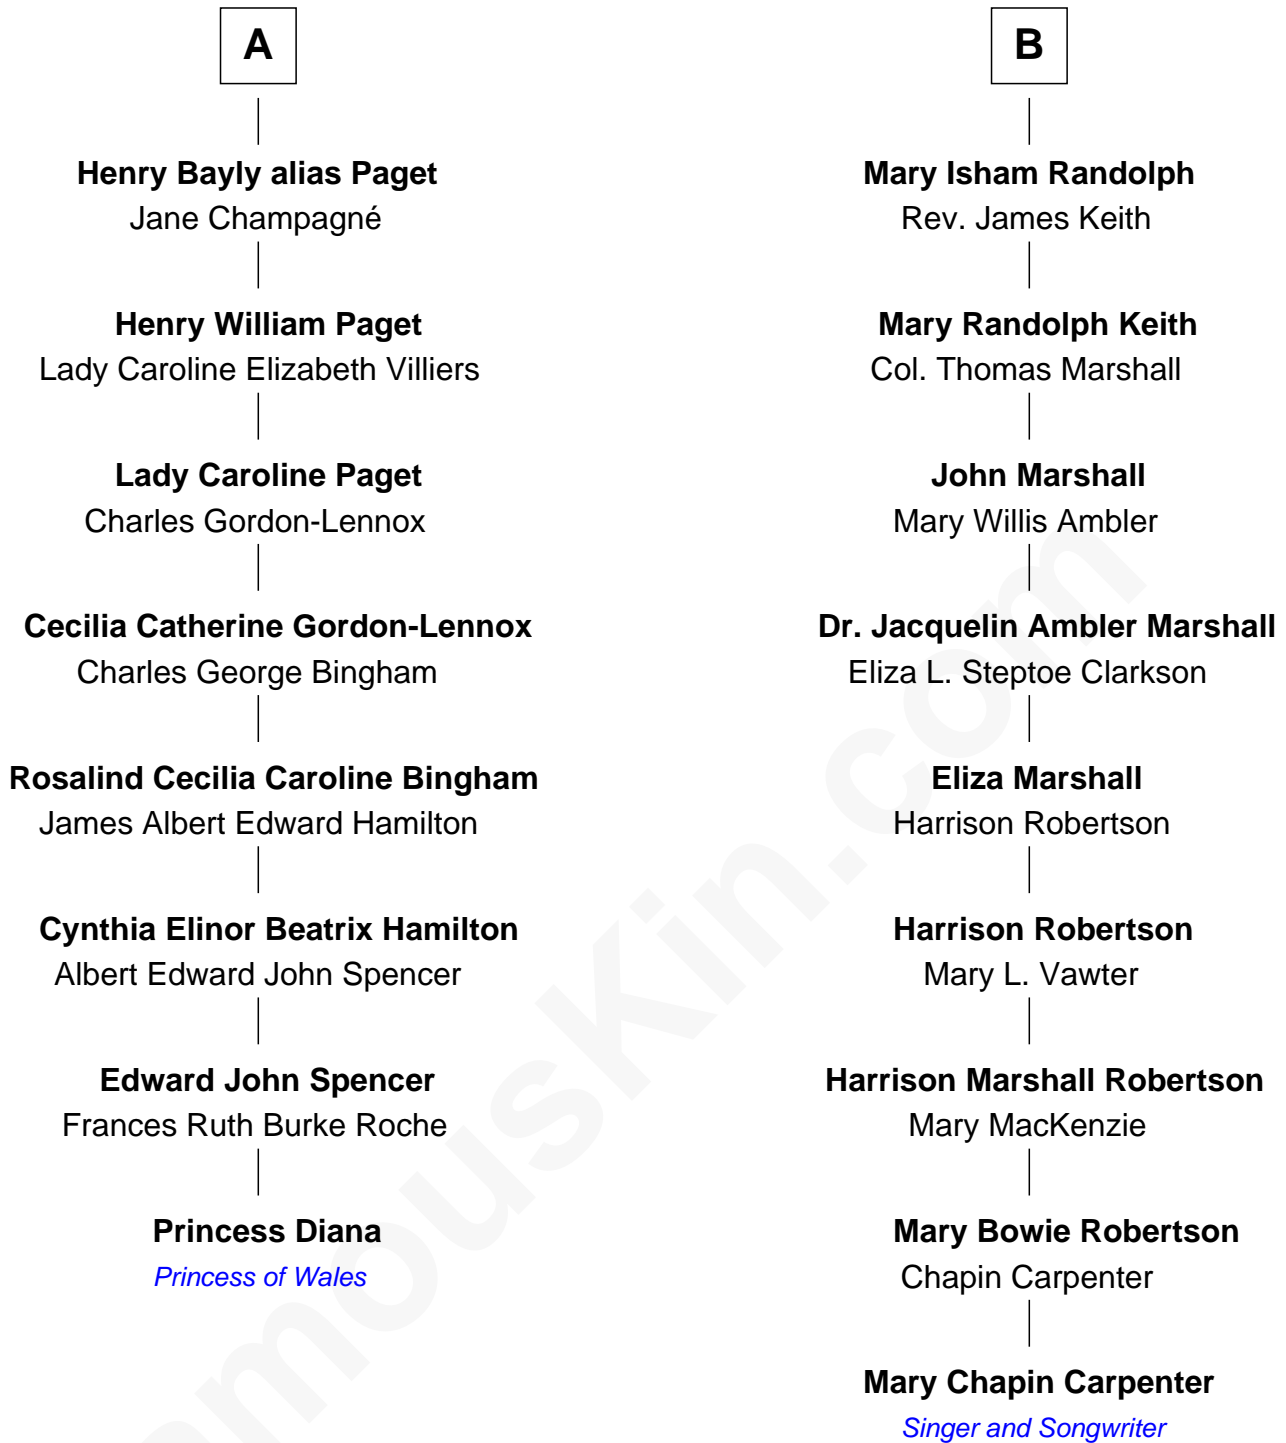 A
Henry Bayly alias Paget
Jane Champagné
Henry William Paget
Lady Caroline Elizabeth Villiers
Lady Caroline Paget
Charles Gordon-Lennox
Cecilia Catherine Gordon-Lennox
Charles George Bingham
Rosalind Cecilia Caroline Bingham
James Albert Edward Hamilton
Cynthia Elinor Beatrix Hamilton
Albert Edward John Spencer
Edward John Spencer
Frances Ruth Burke Roche
Princess Diana
Princess of Wales
B
Mary Isham Randolph
Rev. James Keith
Mary Randolph Keith
Col. Thomas Marshall
John Marshall
Mary Willis Ambler
Dr. Jacquelin Ambler Marshall
Eliza L. Steptoe Clarkson
Eliza Marshall
Harrison Robertson
Harrison Robertson
Mary L. Vawter
Harrison Marshall Robertson
Mary MacKenzie
Mary Bowie Robertson
Chapin Carpenter
Mary Chapin Carpenter
Singer and Songwriter
amousKin.com